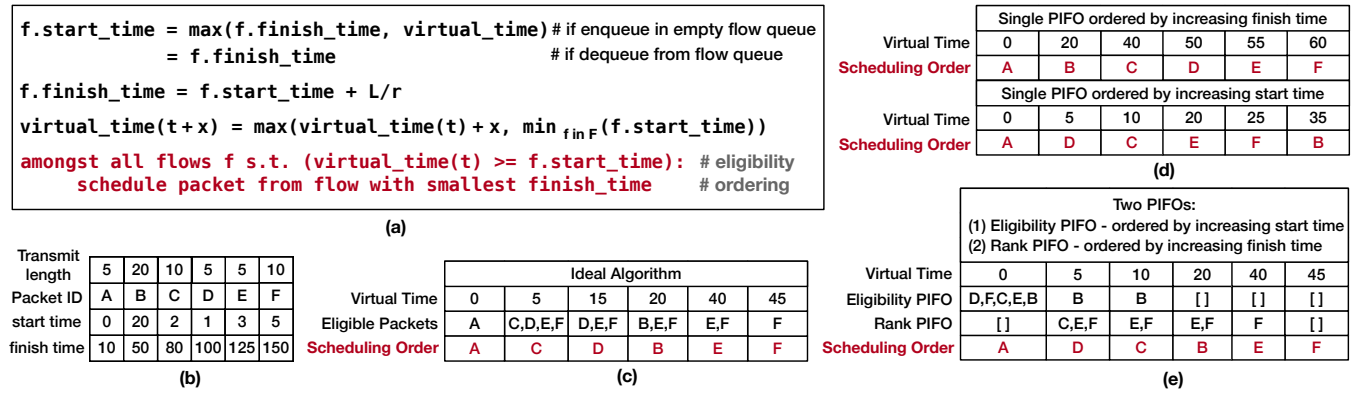 f.start_time = max(f.finish_time, virtual_time) # if enqueue in empty flow queue
= f.finish_time # if dequeue from flow queue
f.finish_time = f.start_time + L/r
virtual_time(t+x) = max(virtual_time(t)+x, min f in F(f.start_time))
amongst all flows f s.t. (virtual_time(t) >= f.start_time): # eligibility
schedule packet from flow with smallest finish_time # ordering
(a)
Transmit
length 5 20 10 5 5 10
Packet ID A B C D E F
start time 0 20 2 1 3 5
finish time 10 50 80 100 125 150
(b)
Ideal Algorithm
Virtual Time 0 5 15 20 40 45
Eligible Packets A C,D,E,F D,E,F B,E,F E,F F
Scheduling Order A C D B E F
(c)
Single PIFO ordered by increasing finish time
Virtual Time 0 20 40 50 55 60
Scheduling Order A B C D E F
Single PIFO ordered by increasing start time
Virtual Time 0 5 10 20 25 35
Scheduling Order A D C E F B
(d)
Two PIFOs:
(1) Eligibility PIFO - ordered by increasing start time
(2) Rank PIFO - ordered by increasing finish time
Virtual Time 0 5 10 20 40 45
Eligibility PIFO D,F,C,E,B B B [ ] [ ] [ ]
Rank PIFO [ ] C,E,F E,F E,F F [ ]
Scheduling Order A D C B E F
(e)